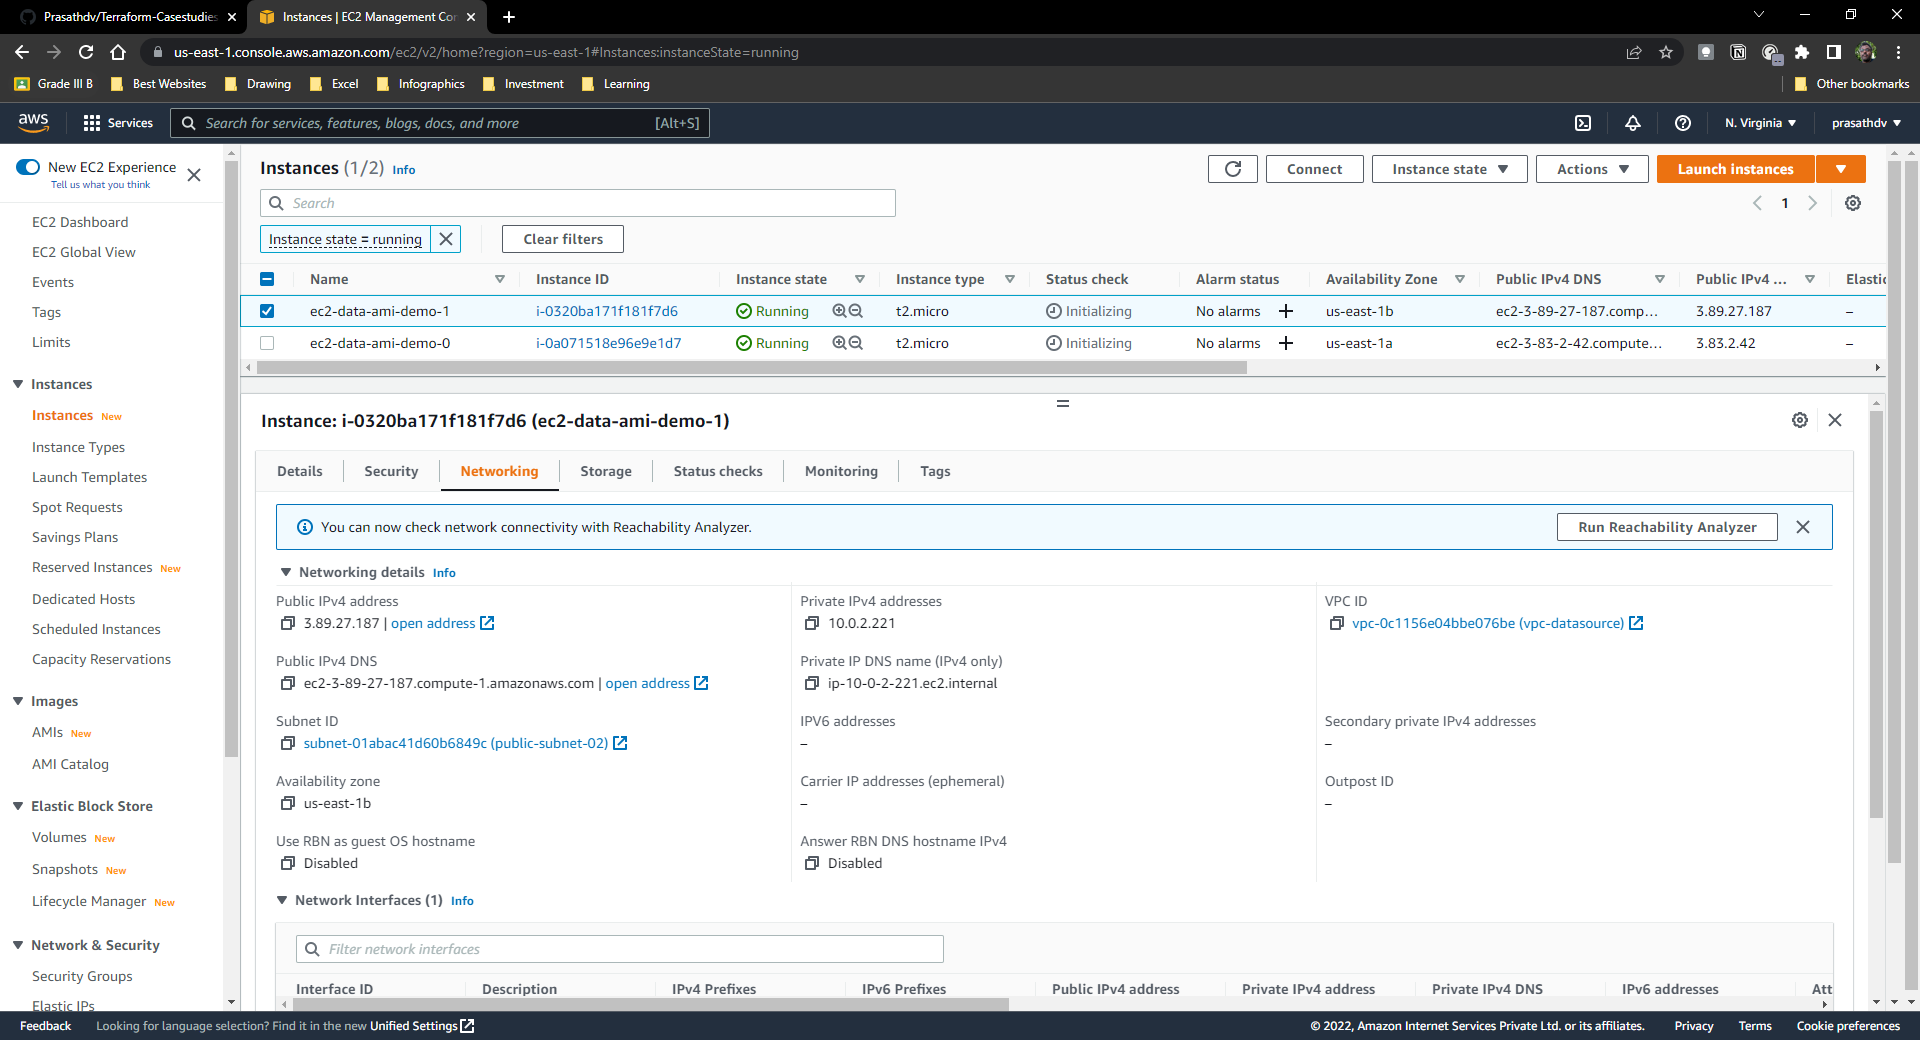 Prasathdv/Terraform-Casestudies
Instances | EC2 Management Con
us-east-1.console.aws.amazon.com/ec2/v2/home?region=us-east-1#Instances:instanceState=running
Grade III B
Best Websites
Drawing
Excel
Infographics
Investment
Learning
Other bookmarks
aws
Services
Search for services, features, blogs, docs, and more
[Alt+S]
N. Virginia
prasathdv
New EC2 Experience
Tell us what you think
EC2 Dashboard
EC2 Global View
Events
Tags
Limits
Instances
Instances New
Instance Types
Launch Templates
Spot Requests
Savings Plans
Reserved Instances New
Dedicated Hosts
Scheduled Instances
Capacity Reservations
Images
AMIs New
AMI Catalog
Elastic Block Store
Volumes New
Snapshots New
Lifecycle Manager New
Network & Security
Security Groups
Elastic IPs
Instances (1/2) Info
Connect
Instance state
Actions
Launch instances
Search
1
Instance state = running
Clear filters
Name Instance ID Instance state Instance type Status check Alarm status Availability Zone Public IPv4 DNS Public IPv4 ... Elastic
ec2-data-ami-demo-1 i-0320ba171f181f7d6 Running t2.micro Initializing No alarms + us-east-1b ec2-3-89-27-187.comp... 3.89.27.187 –
ec2-data-ami-demo-0 i-0a071518e96e9e1d7 Running t2.micro Initializing No alarms + us-east-1a ec2-3-83-2-42.compute... 3.83.2.42 –
Instance: i-0320ba171f181f7d6 (ec2-data-ami-demo-1)
Details
Security
Networking
Storage
Status checks
Monitoring
Tags
You can now check network connectivity with Reachability Analyzer.
Run Reachability Analyzer
Networking details Info
Public IPv4 address
3.89.27.187 | open address
Private IPv4 addresses
10.0.2.221
VPC ID
vpc-0c1156e04bbe076be (vpc-datasource)
Public IPv4 DNS
ec2-3-89-27-187.compute-1.amazonaws.com | open address
Private IP DNS name (IPv4 only)
ip-10-0-2-221.ec2.internal
Subnet ID
subnet-01abac41d60b6849c (public-subnet-02)
IPV6 addresses
–
Secondary private IPv4 addresses
–
Availability zone
us-east-1b
Carrier IP addresses (ephemeral)
–
Outpost ID
–
Use RBN as guest OS hostname
Disabled
Answer RBN DNS hostname IPv4
Disabled
Network Interfaces (1) Info
Filter network interfaces
Interface ID Description IPv4 Prefixes IPv6 Prefixes Public IPv4 address Private IPv4 address Private IPv4 DNS IPv6 addresses Att
Feedback
Looking for language selection? Find it in the new Unified Settings
© 2022, Amazon Internet Services Private Ltd. or its affiliates.
Privacy
Terms
Cookie preferences